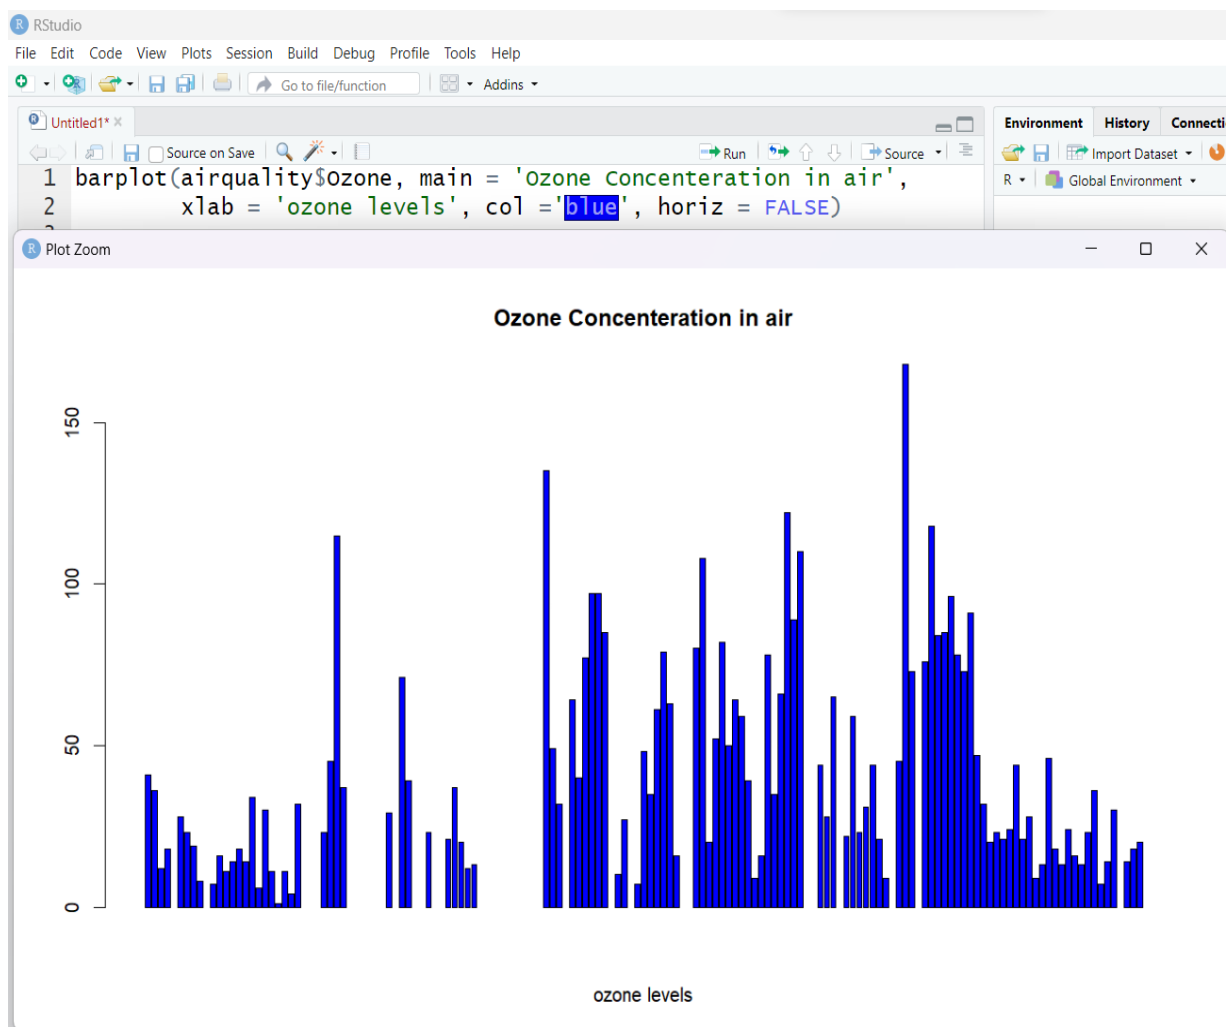 R RStudio
File Edit Code View Plots Session Build Debug Profile Tools Help
Go to file/function Addins
Untitled1*
Source on Save Run Source
1 barplot(airquality$Ozone, main = 'Ozone Concenteration in air',
2 xlab = 'ozone levels', col ='blue', horiz = FALSE)
Environment History Connecti
Import Dataset
R Global Environment
R Plot Zoom
Ozone Concenteration in air
150
100
50
0
ozone levels